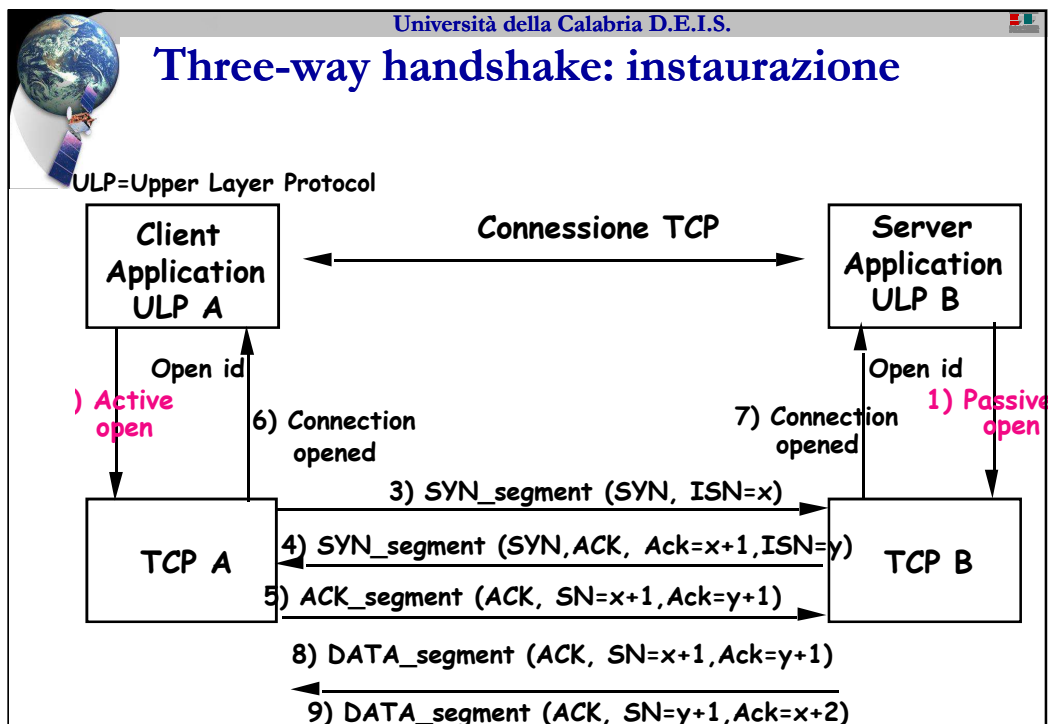 Università della Calabria D.E.I.S.
Three-way handshake: instaurazione
ULP=Upper Layer Protocol
Client
Application
ULP A
Connessione TCP
Server
Application
ULP B
Open id
) Active
open
6) Connection
opened
Open id
7) Connection
opened
1) Passive
open
3) SYN_segment (SYN, ISN=x)
TCP A
4) SYN_segment (SYN,ACK, Ack=x+1,ISN=y)
TCP B
5) ACK_segment (ACK, SN=x+1,Ack=y+1)
8) DATA_segment (ACK, SN=x+1,Ack=y+1)
9) DATA_segment (ACK, SN=y+1,Ack=x+2)